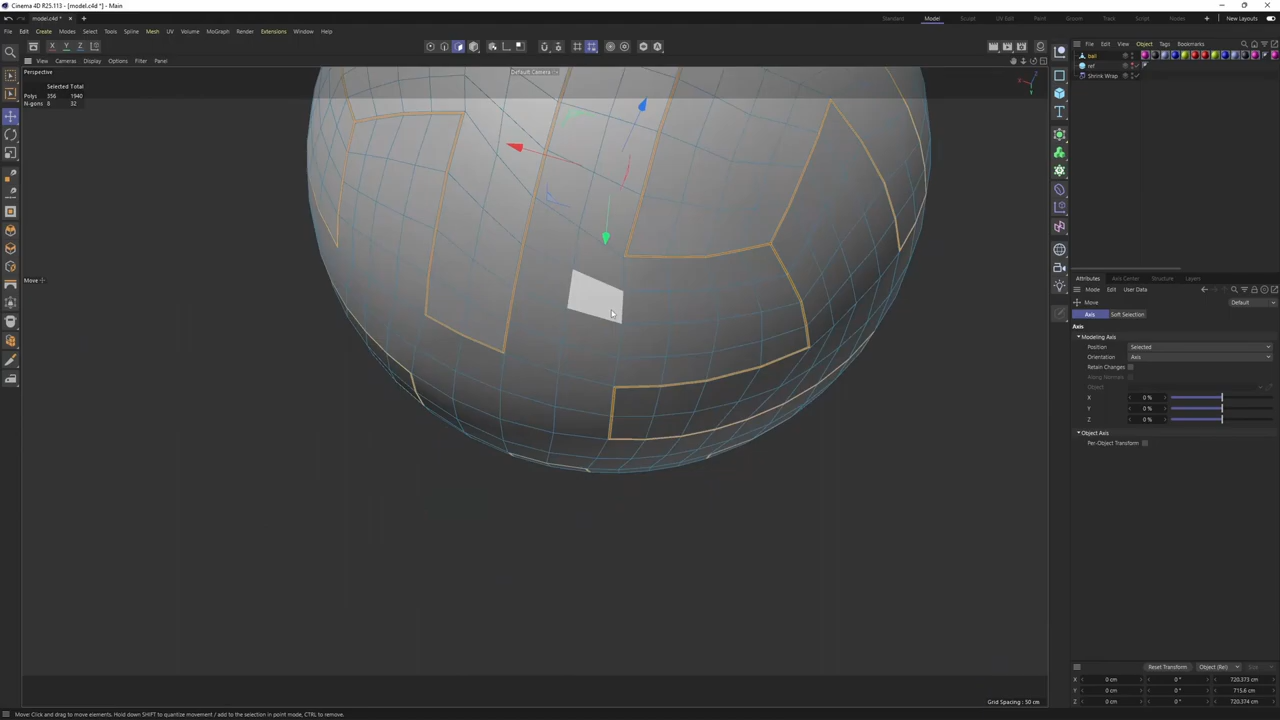 Cinema 4D R25.113 - [model.c4d *] - Main
model.c4d *
Standard Model Sculpt UV Edit Paint Groom Track Script Nodes New Layouts
File Edit Create Modes Select Tools Spline Mesh Volume MoGraph Render Extensions Window Help
View Cameras Display Options Filter Panel
File Edit View Object Tags Bookmarks
Perspective
Default Camera
Selected Total
Polys 356 1940
N-gons 8 32
ball
ref
Shrink Wrap
X
Y
Z
Move
Attributes Axis Center Structure Layers
Mode Edit User Data
Move Default
Axis Soft Selection
Axis
Modeling Axis
Position Selected
Orientation Axis
Retain Changes
Along Normals
Object
X 0 %
Y 0 %
Z 0 %
Object Axis
Per-Object Transform
Reset Transform Object (Rel) Size
X 0 cm 0 ° 720.373 cm
Y 0 cm 0 ° 715.6 cm
Z 0 cm 0 ° 720.374 cm
Grid Spacing : 50 cm
Move: Click and drag to move elements. Hold down SHIFT to quantize movement / add to the selection in point mode, CTRL to remove.